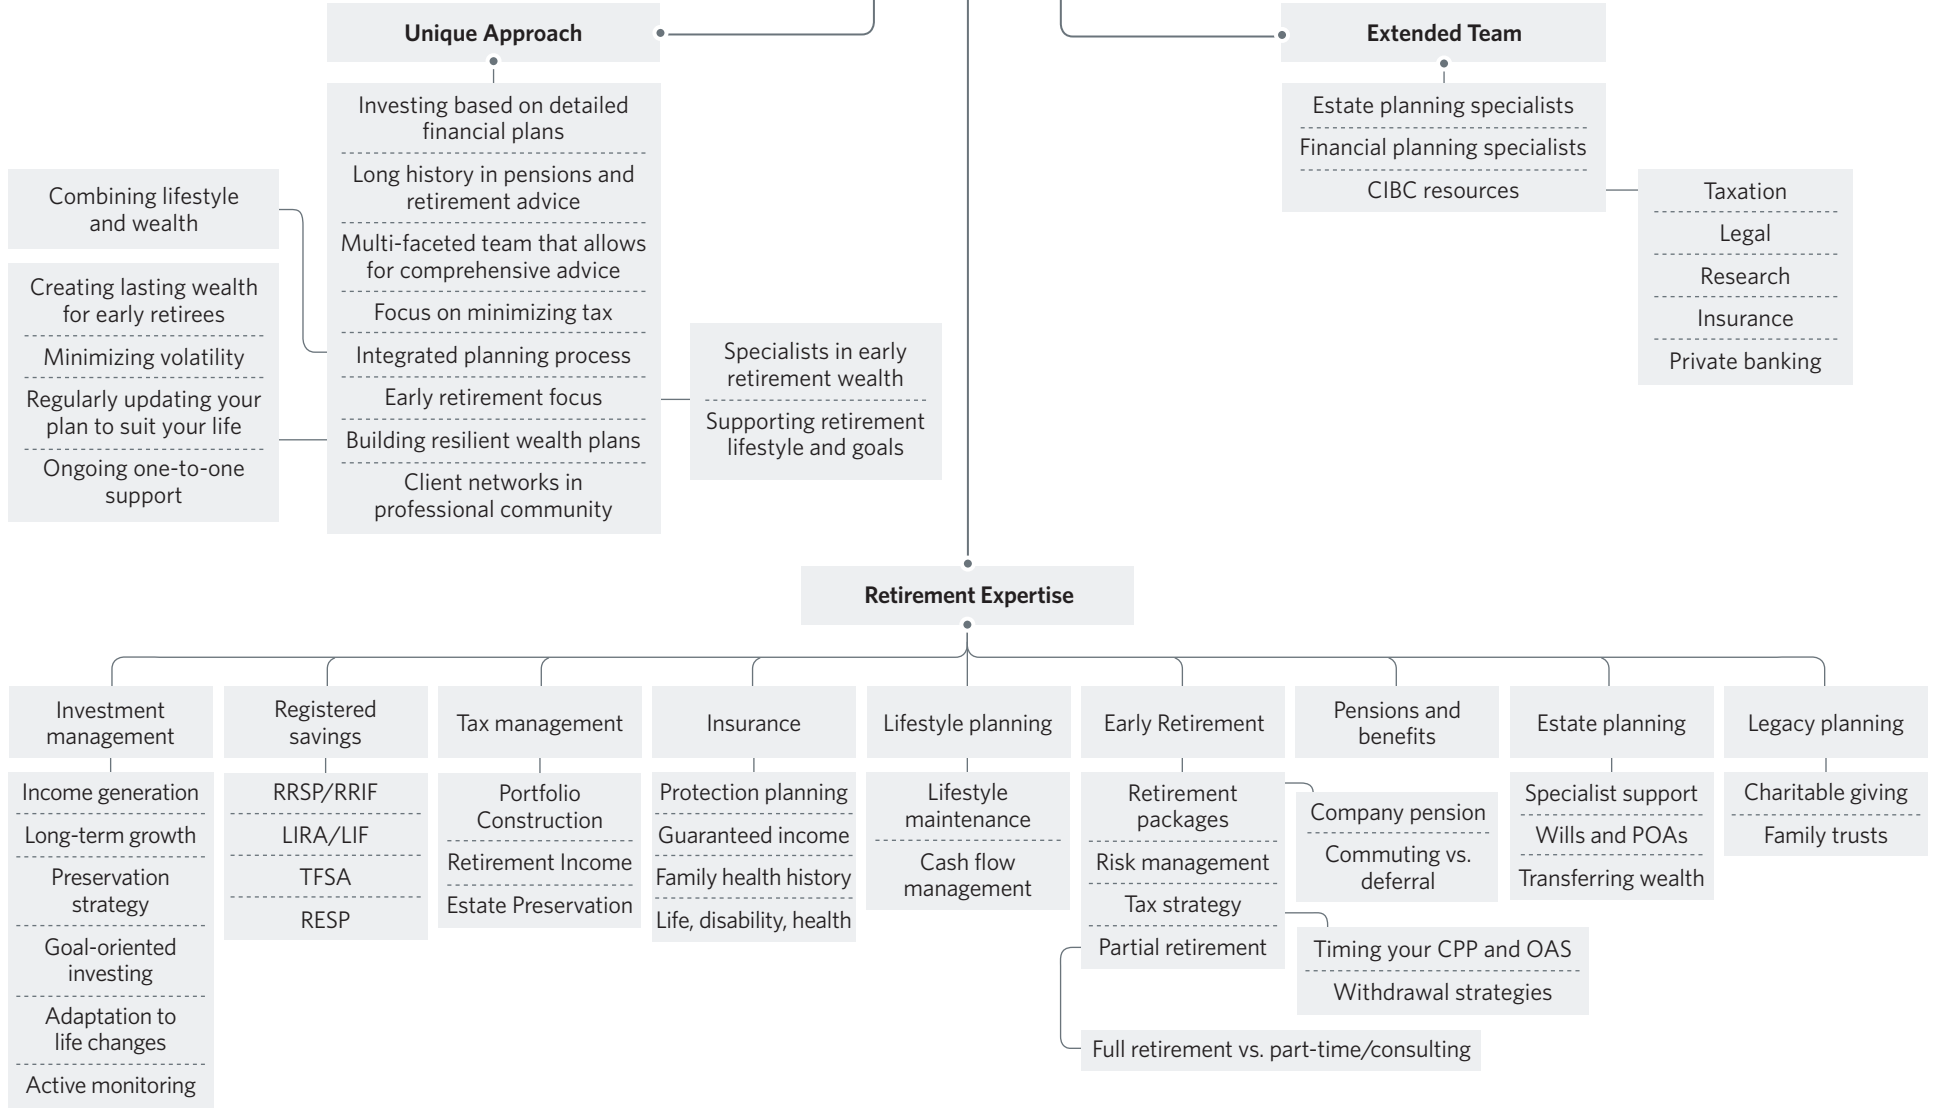 Unique Approach
Investing based on detailed
financial plans
Long history in pensions and
retirement advice
Multi-faceted team that allows
for comprehensive advice
Focus on minimizing tax
Integrated planning process
Early retirement focus
Building resilient wealth plans
Client networks in
professional community
Combining lifestyle
and wealth
Creating lasting wealth
for early retirees
Minimizing volatility
Regularly updating your
plan to suit your life
Ongoing one-to-one
support
Specialists in early
retirement wealth
Supporting retirement
lifestyle and goals
Extended Team
Estate planning specialists
Financial planning specialists
CIBC resources
Taxation
Legal
Research
Insurance
Private banking
Retirement Expertise
Investment
management
Income generation
Long-term growth
Preservation
strategy
Goal-oriented
investing
Adaptation to
life changes
Active monitoring
Registered
savings
RRSP/RRIF
LIRA/LIF
TFSA
RESP
Tax management
Portfolio
Construction
Retirement Income
Estate Preservation
Insurance
Protection planning
Guaranteed income
Family health history
Life, disability, health
Lifestyle planning
Lifestyle
maintenance
Cash flow
management
Early Retirement
Retirement
packages
Risk management
Tax strategy
Partial retirement
Company pension
Commuting vs.
deferral
Timing your CPP and OAS
Withdrawal strategies
Full retirement vs. part-time/consulting
Pensions and
benefits
Estate planning
Specialist support
Wills and POAs
Transferring wealth
Legacy planning
Charitable giving
Family trusts